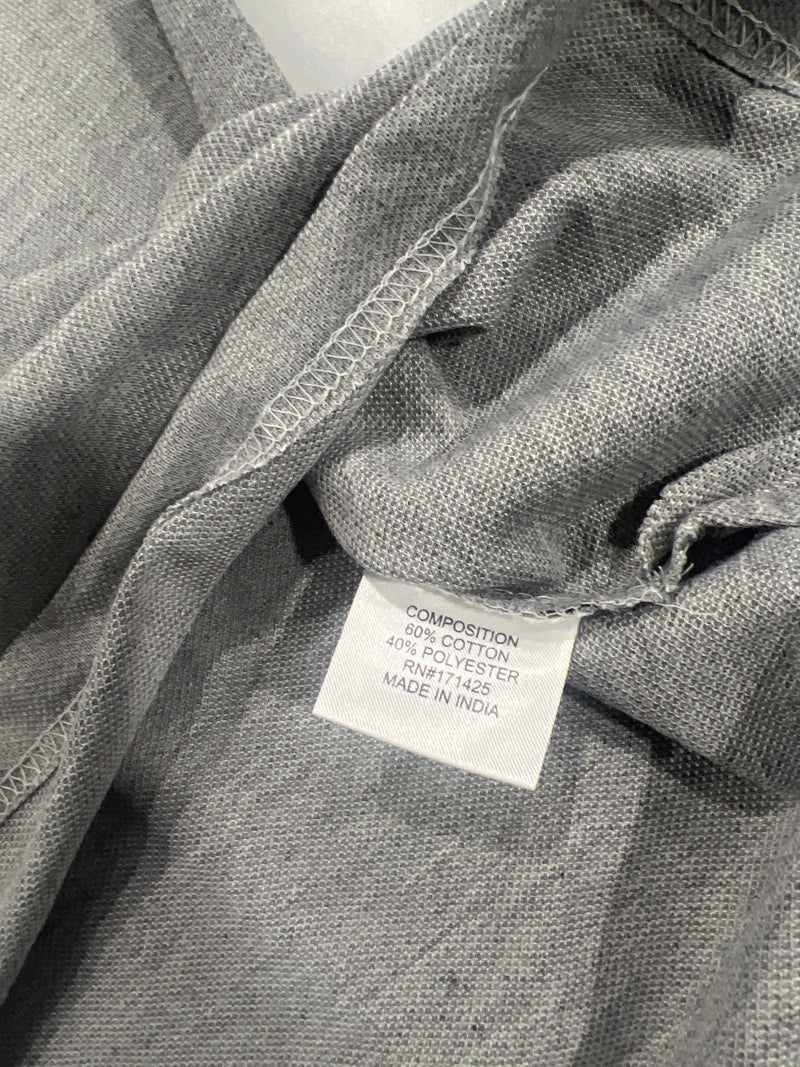 COMPOSITION
60% COTTON
40% POLYESTER
RN#171425
MADE IN INDIA